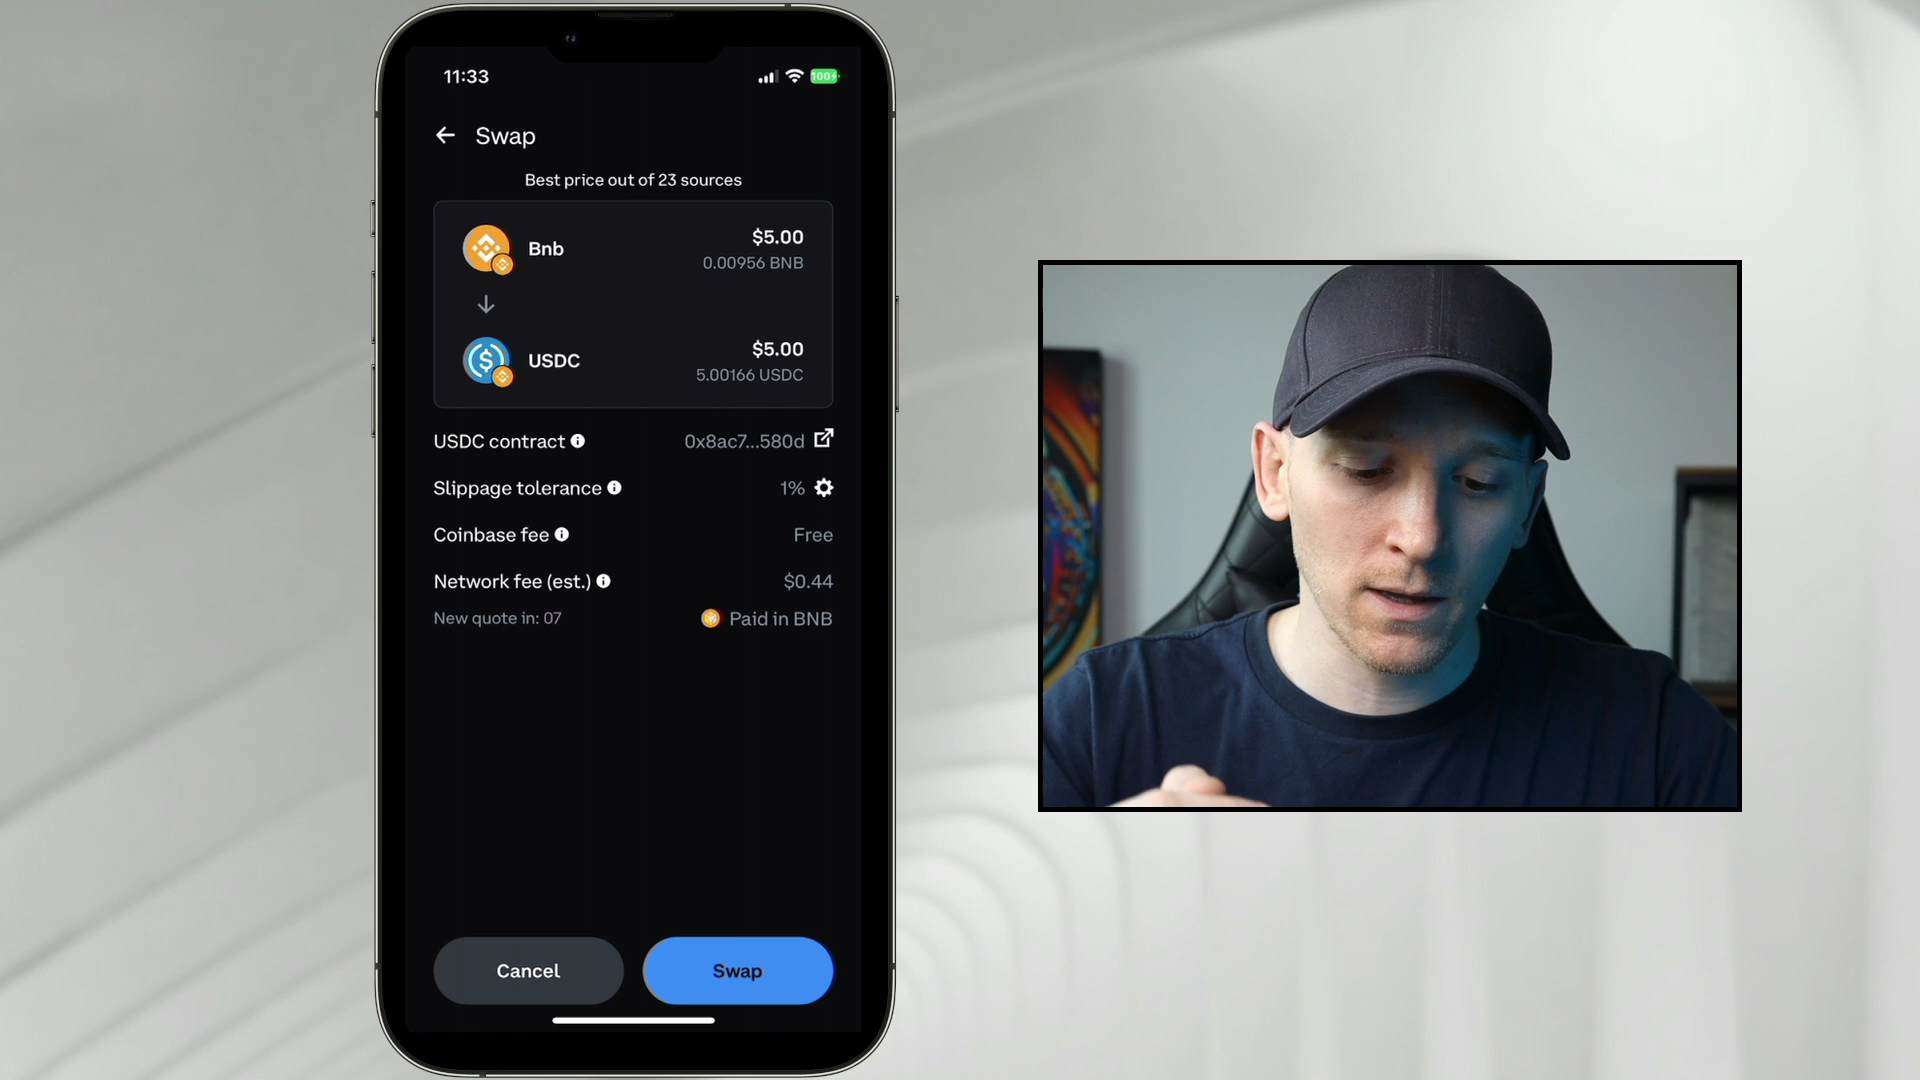 11:33
100
Swap
Best price out of 23 sources
Bnb
$5.00
0.00956 BNB
USDC
$5.00
5.00166 USDC
USDC contract
0x8ac7...580d
Slippage tolerance
1%
Coinbase fee
Free
Network fee (est.)
$0.44
New quote in: 07
Paid in BNB
Cancel
Swap